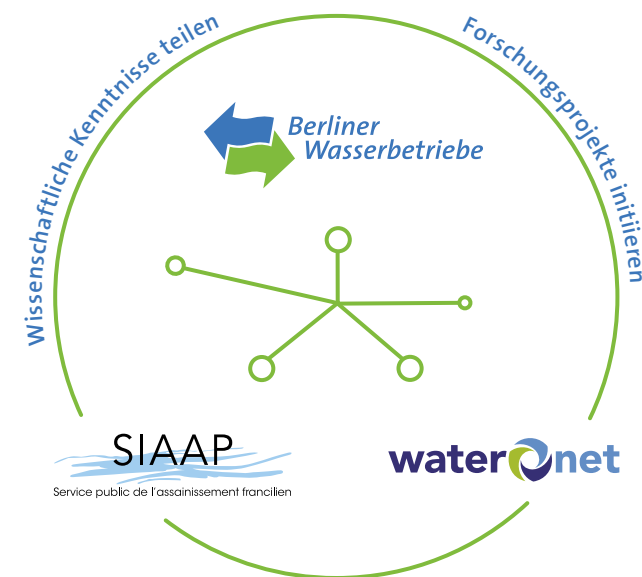 Wissenschaftliche Kenntnisse teilen
Forschungsprojekte initiieren
Berliner
Wasserbetriebe
SIAAP
Service public de l'assainissement francilien
waternet